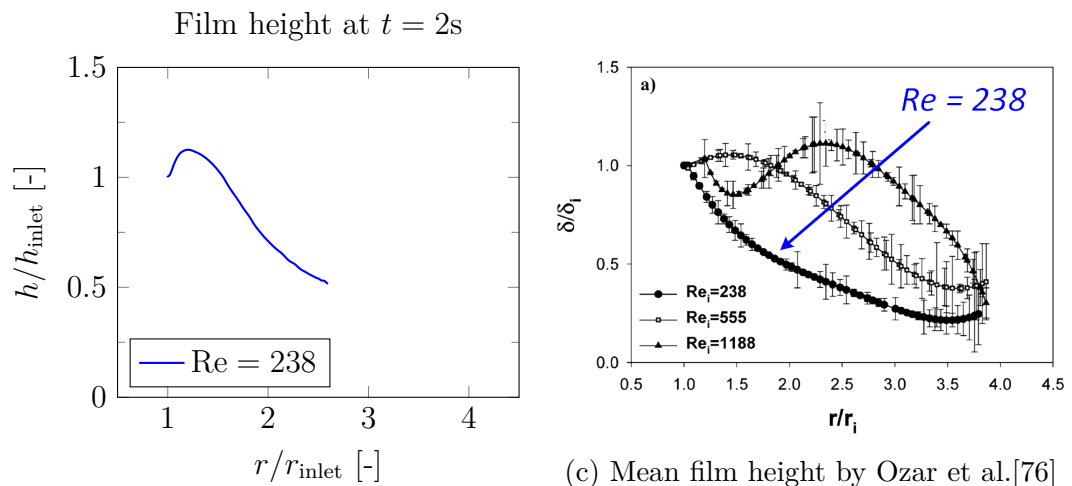 Film height at t = 2s
1.5
1
0.5
0
h/h_inlet [-]
Re = 238
1 2 3 4
r/r_inlet [-]
a)
Re = 238
1.5
1.0
0.5
0.0
δ/δ_i
Re_i=238
Re_i=555
Re_i=1188
0.5 1.0 1.5 2.0 2.5 3.0 3.5 4.0 4.5
r/r_i
(c) Mean film height by Ozar et al.[76]